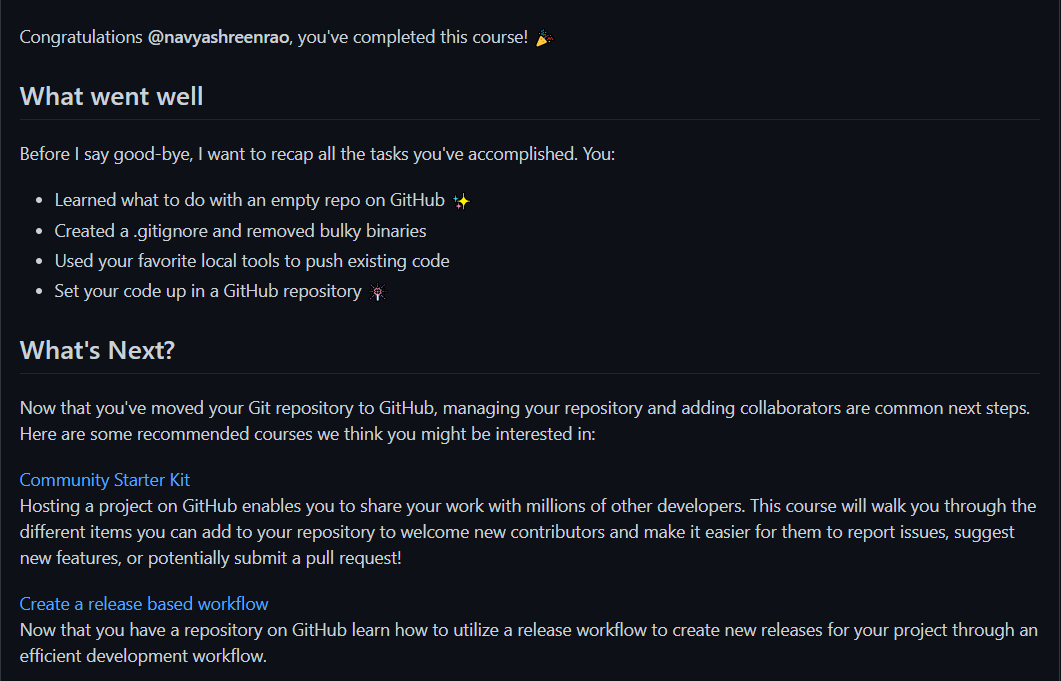 Congratulations @navyashreenrao, you've completed this course! 🎉
What went well
Before I say good-bye, I want to recap all the tasks you've accomplished. You:
• Learned what to do with an empty repo on GitHub ✨
• Created a .gitignore and removed bulky binaries
• Used your favorite local tools to push existing code
• Set your code up in a GitHub repository
What's Next?
Now that you've moved your Git repository to GitHub, managing your repository and adding collaborators are common next steps.
Here are some recommended courses we think you might be interested in:
Community Starter Kit
Hosting a project on GitHub enables you to share your work with millions of other developers. This course will walk you through the
different items you can add to your repository to welcome new contributors and make it easier for them to report issues, suggest
new features, or potentially submit a pull request!
Create a release based workflow
Now that you have a repository on GitHub learn how to utilize a release workflow to create new releases for your project through an
efficient development workflow.